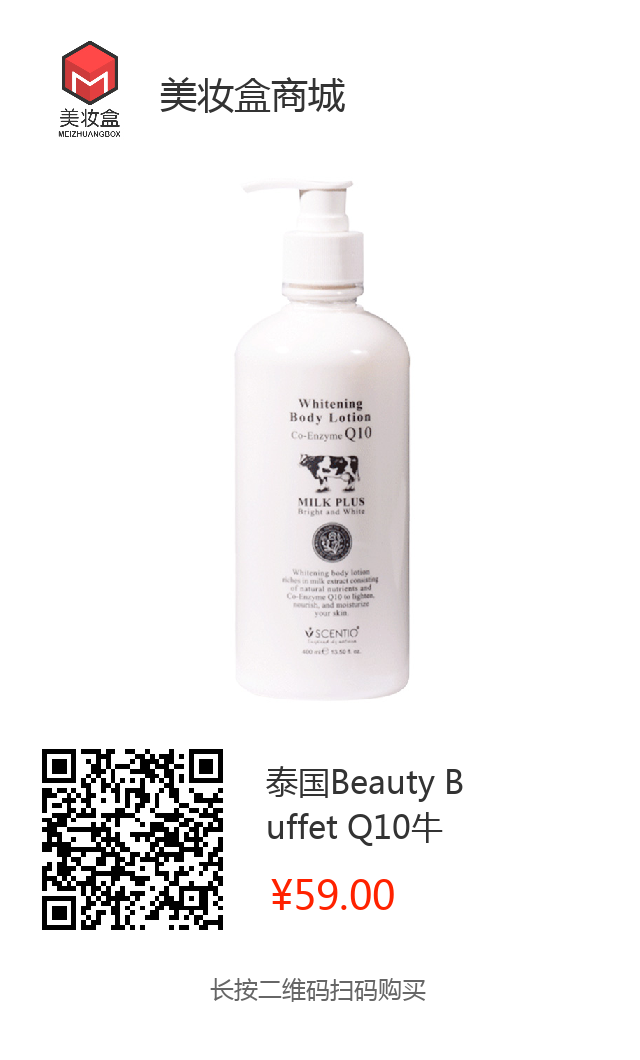 美妆盒
MEIZHUANGBOX
美妆盒商城
Whitening
Body Lotion
Co-Enzyme Q10
MILK PLUS
Bright and White
Whitening body lotion
riches in milk extract consisting
of natural nutrients and
Co-Enzyme Q10 to lighten,
nourish, and moisturize
your skin.
SCENTIO
泰国Beauty B
uffet Q10牛
¥59.00
长按二维码扫码购买